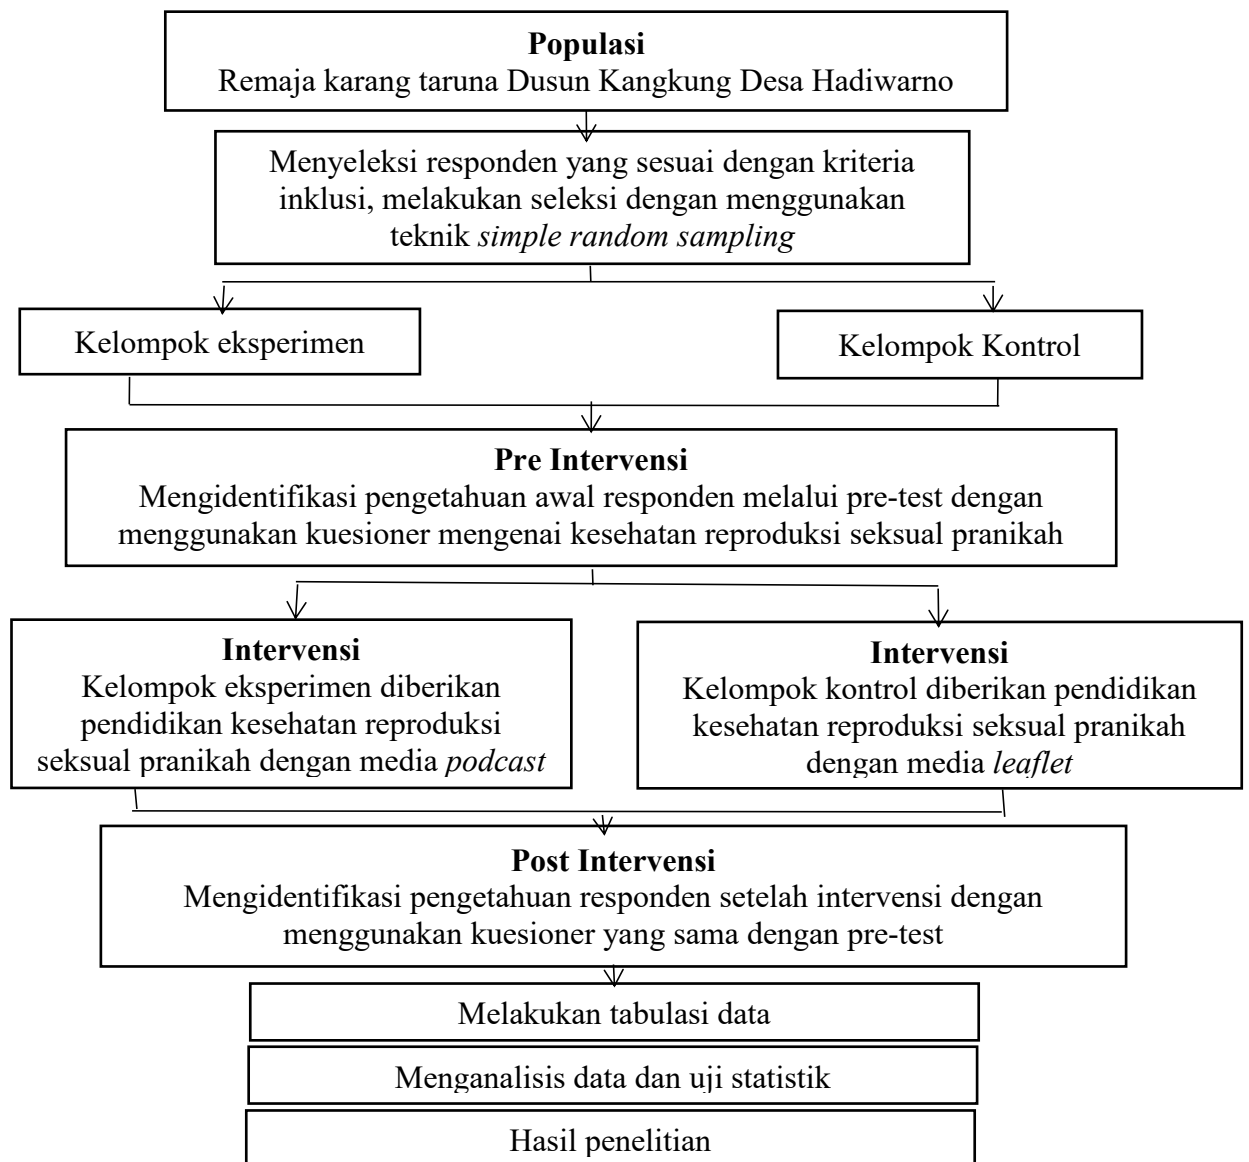 Populasi
Remaja karang taruna Dusun Kangkung Desa Hadiwarno
Menyeleksi responden yang sesuai dengan kriteria
inklusi, melakukan seleksi dengan menggunakan
teknik simple random sampling
Kelompok eksperimen
Kelompok Kontrol
Pre Intervensi
Mengidentifikasi pengetahuan awal responden melalui pre-test dengan
menggunakan kuesioner mengenai kesehatan reproduksi seksual pranikah
Intervensi
Kelompok eksperimen diberikan
pendidikan kesehatan reproduksi
seksual pranikah dengan media podcast
Intervensi
Kelompok kontrol diberikan pendidikan
kesehatan reproduksi seksual pranikah
dengan media leaflet
Post Intervensi
Mengidentifikasi pengetahuan responden setelah intervensi dengan
menggunakan kuesioner yang sama dengan pre-test
Melakukan tabulasi data
Menganalisis data dan uji statistik
Hasil penelitian